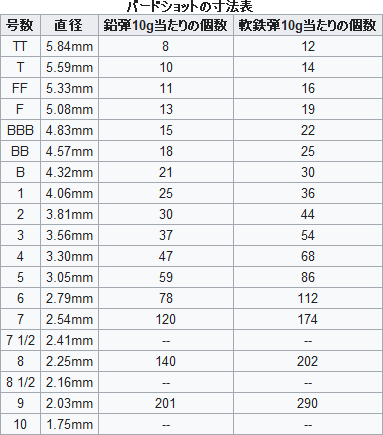 バードショットの寸法表
号数 直径 鉛弾10g当たりの個数 軟鉄弾10g当たりの個数
TT 5.84mm 8 12
T 5.59mm 10 14
FF 5.33mm 11 16
F 5.08mm 13 19
BBB 4.83mm 15 22
BB 4.57mm 18 25
B 4.32mm 21 30
1 4.06mm 25 36
2 3.81mm 30 44
3 3.56mm 37 54
4 3.30mm 47 68
5 3.05mm 59 86
6 2.79mm 78 112
7 2.54mm 120 174
7 1/2 2.41mm -- --
8 2.25mm 140 202
8 1/2 2.16mm -- --
9 2.03mm 201 290
10 1.75mm -- --